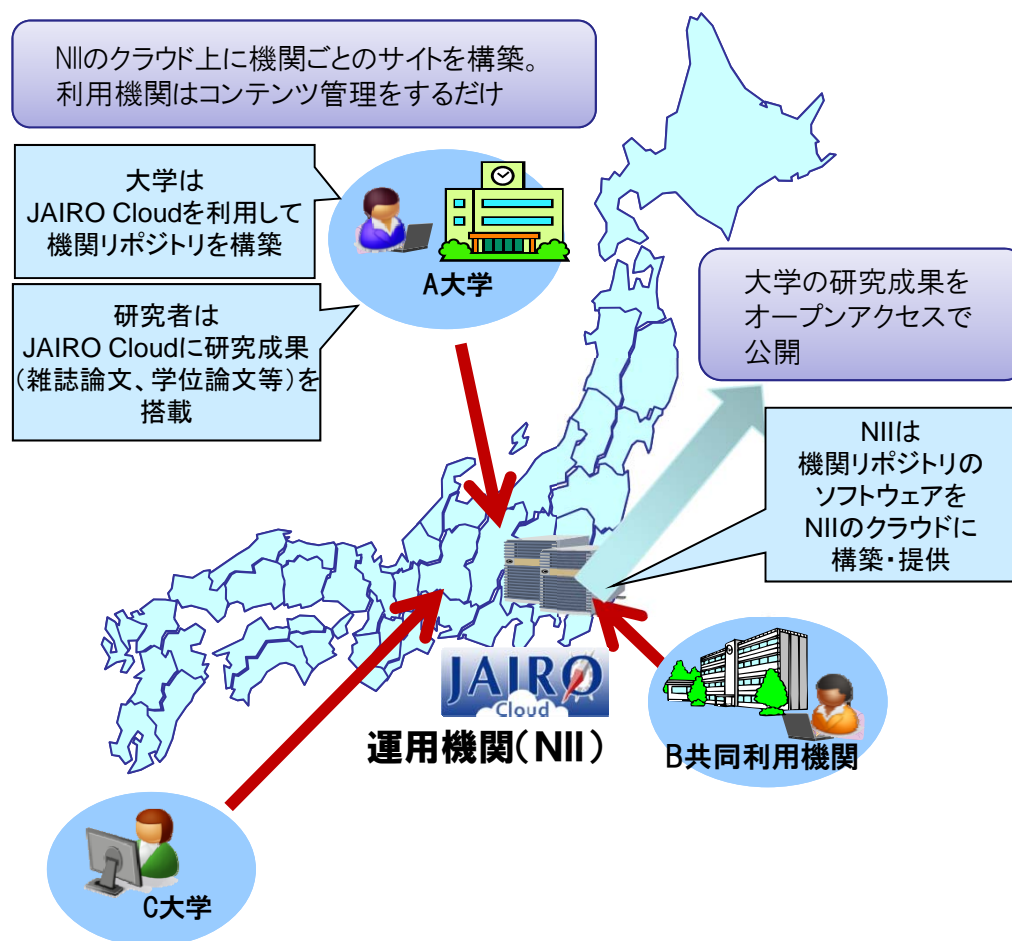 NIIのクラウド上に機関ごとのサイトを構築。
利用機関はコンテンツ管理をするだけ
大学は
JAIRO Cloudを利用して
機関リポジトリを構築
A大学
研究者は
JAIRO Cloudに研究成果
（雑誌論文、学位論文等）を
搭載
大学の研究成果を
オープンアクセスで
公開
NIIは
機関リポジトリの
ソフトウェアを
NIIのクラウドに
構築・提供
JAIRO
Cloud
運用機関（NII）
B共同利用機関
C大学